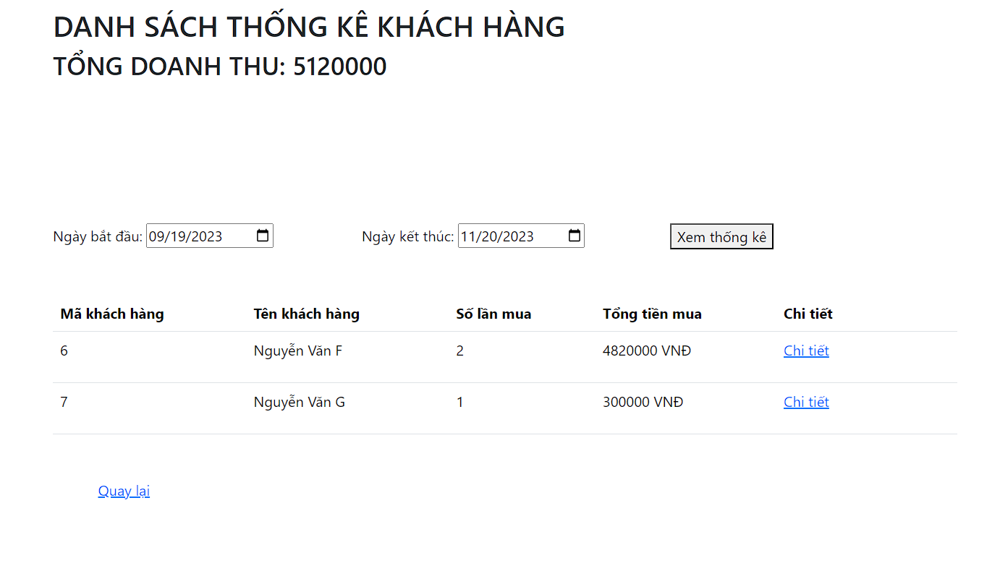 DANH SÁCH THỐNG KÊ KHÁCH HÀNG
TỔNG DOANH THU: 5120000
Ngày bắt đầu: 09/19/2023 Ngày kết thúc: 11/20/2023 Xem thống kê
Mã khách hàng Tên khách hàng Số lần mua Tổng tiền mua Chi tiết
6 Nguyễn Văn F 2 4820000 VNĐ Chi tiết
7 Nguyễn Văn G 1 300000 VNĐ Chi tiết
Quay lại